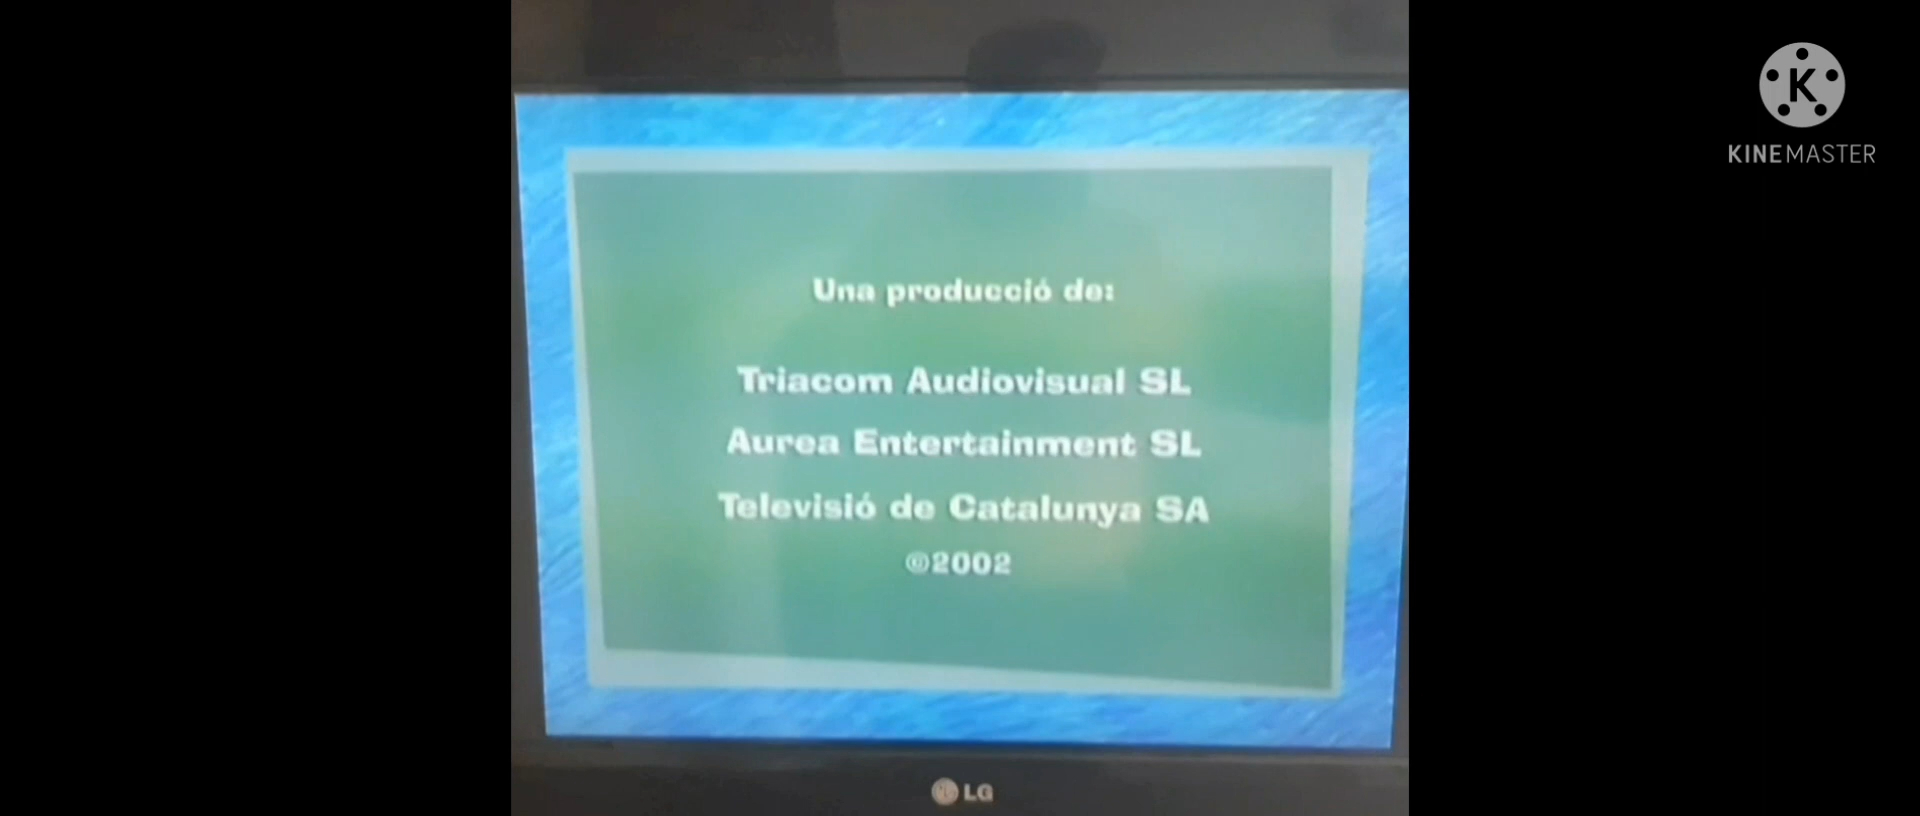 Una producció de:
Triacom Audiovisual SL
Aurea Entertainment SL
Televisió de Catalunya SA
©2002
LG
K
KINEMASTER